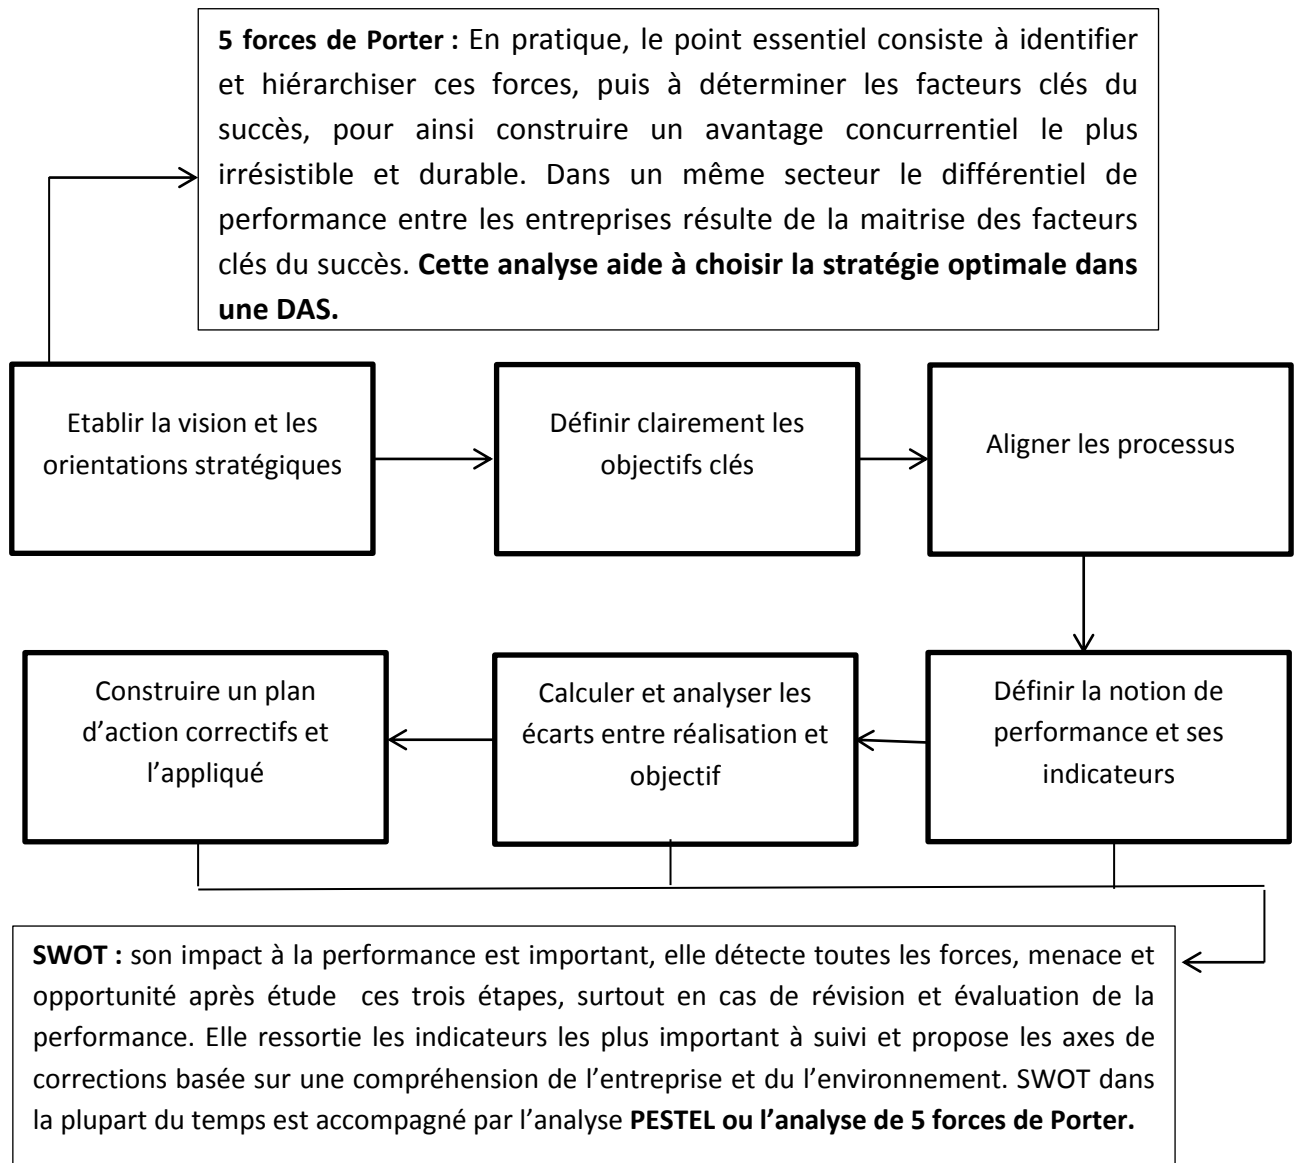 5 forces de Porter : En pratique, le point essentiel consiste à identifier
et hiérarchiser ces forces, puis à déterminer les facteurs clés du
succès, pour ainsi construire un avantage concurrentiel le plus
irrésistible et durable. Dans un même secteur le différentiel de
performance entre les entreprises résulte de la maitrise des facteurs
clés du succès. Cette analyse aide à choisir la stratégie optimale dans
une DAS.
Etablir la vision et les
orientations stratégiques
Définir clairement les
objectifs clés
Aligner les processus
Construire un plan
d’action correctifs et
l’appliqué
Calculer et analyser les
écarts entre réalisation et
objectif
Définir la notion de
performance et ses
indicateurs
SWOT : son impact à la performance est important, elle détecte toutes les forces, menace et
opportunité après étude ces trois étapes, surtout en cas de révision et évaluation de la
performance. Elle ressortie les indicateurs les plus important à suivi et propose les axes de
corrections basée sur une compréhension de l’entreprise et du l’environnement. SWOT dans
la plupart du temps est accompagné par l’analyse PESTEL ou l’analyse de 5 forces de Porter.